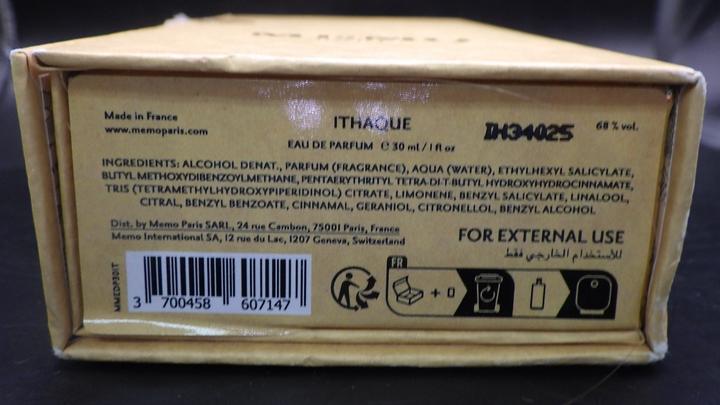 Made in France
www.memoparis.com
ITHAQUE
EAU DE PARFUM ℮ 30 ml / 1 fl oz
IH34025
68 % vol.
INGREDIENTS: ALCOHOL DENAT., PARFUM (FRAGRANCE), AQUA (WATER), ETHYLHEXYL SALICYLATE,
BUTYL METHOXYDIBENZOYLMETHANE, PENTAERYTHRITYL TETRA-DI-T-BUTYL HYDROXYHYDROCINNAMATE,
TRIS (TETRAMETHYLHYDROXYPIPERIDINOL) CITRATE, LIMONENE, BENZYL SALICYLATE, LINALOOL,
CITRAL, BENZYL BENZOATE, CINNAMAL, GERANIOL, CITRONELLOL, BENZYL ALCOHOL
Dist. by Memo Paris SARL, 24 rue Cambon, 75001 Paris, France
Memo International SA, 12 rue du Lac, 1207 Geneva, Switzerland
FOR EXTERNAL USE
للاستخدام الخارجي فقط
MMEDP30IT
3 700458 607147
FR
+